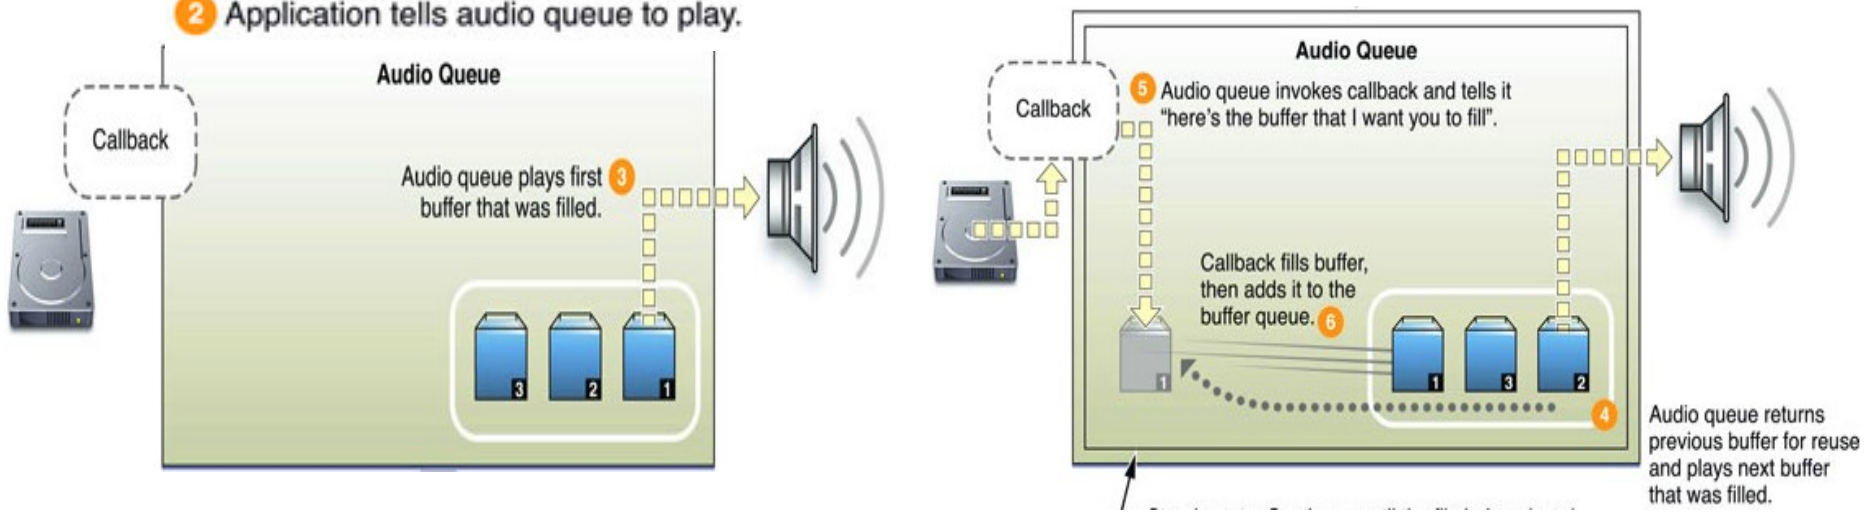 2 Application tells audio queue to play.
Audio Queue
Callback
Audio queue plays first 3
buffer that was filled.
3
2
1
Audio Queue
Callback
5 Audio queue invokes callback and tells it
“here’s the buffer that I want you to fill”.
Callback fills buffer,
then adds it to the
buffer queue. 6
1
1
3
2
4 Audio queue returns
previous buffer for reuse
and plays next buffer
that was filled.